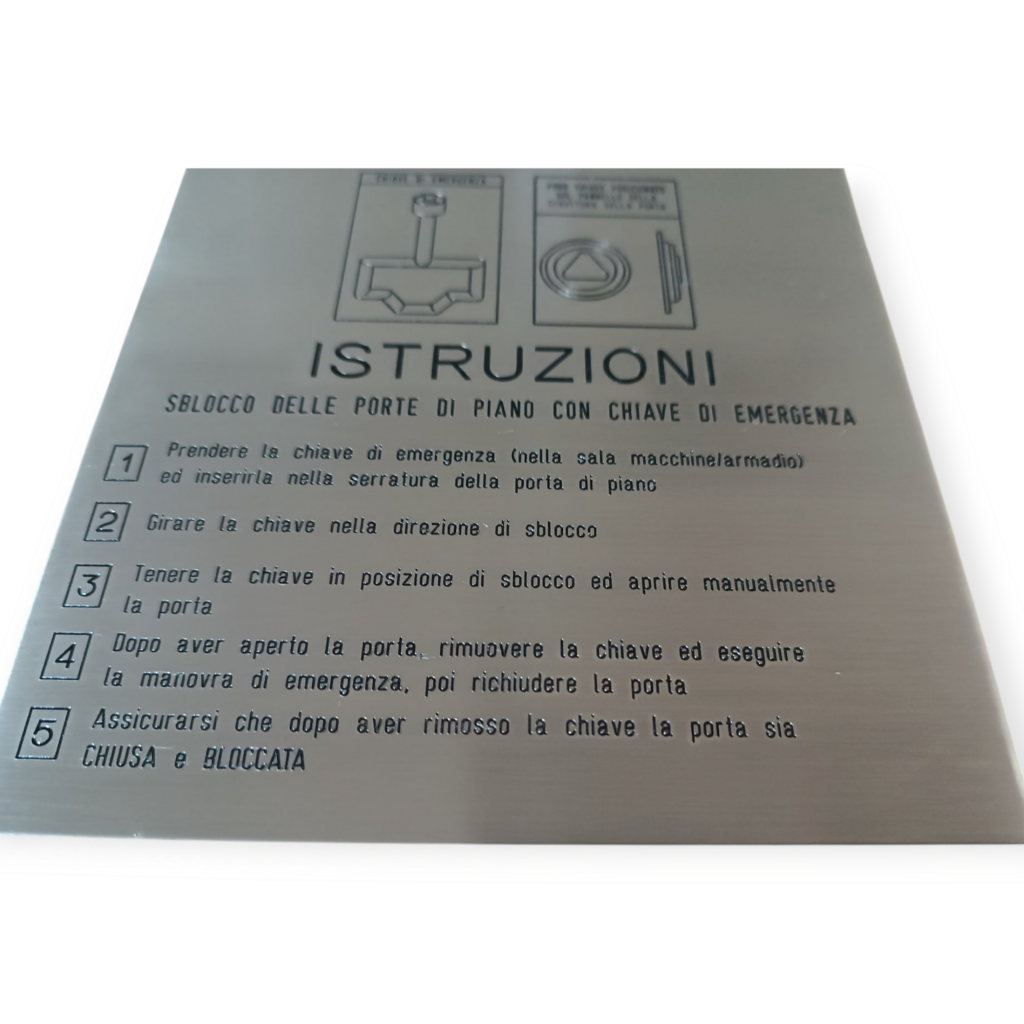 CHIAVE DI EMERGENZA
ISTRUZIONI
SBLOCCO DELLE PORTE DI PIANO CON CHIAVE DI EMERGENZA
1 Prendere la chiave di emergenza (nella sala macchine/armadio)
ed inserirla nella serratura della porta di piano
2 Girare la chiave nella direzione di sblocco
3 Tenere la chiave in posizione di sblocco ed aprire manualmente
la porta
4 Dopo aver aperto la porta, rimuovere la chiave ed eseguire
la manovra di emergenza, poi richiudere la porta
5 Assicurarsi che dopo aver rimosso la chiave la porta sia
CHIUSA e BLOCCATA